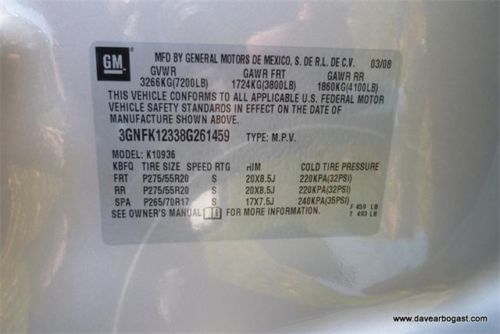 GM
MFD BY GENERAL MOTORS DE MEXICO, S. DE R.L. DE C.V. 03/08
GVWR GAWR FRT GAWR RR
3266KG(7200LB) 1724KG(3800LB) 1860KG(4100LB)
THIS VEHICLE CONFORMS TO ALL APPLICABLE U.S. FEDERAL MOTOR
VEHICLE SAFETY STANDARDS IN EFFECT ON THE DATE OF
MANUFACTURE SHOWN ABOVE.
3GNFK12338G261459 TYPE: M.P.V.
MODEL: K10936
KBFQ TIRE SIZE SPEED RTG RIM COLD TIRE PRESSURE
FRT P275/55R20 S 20X8.5J 220KPA(32PSI)
RR P275/55R20 S 20X8.5J 220KPA(32PSI)
SPA P265/70R17 S 17X7.5J 240KPA(35PSI)
SEE OWNER'S MANUAL FOR MORE INFORMATION.
F 450 LB
T 493 LB
www.davearbogast.com